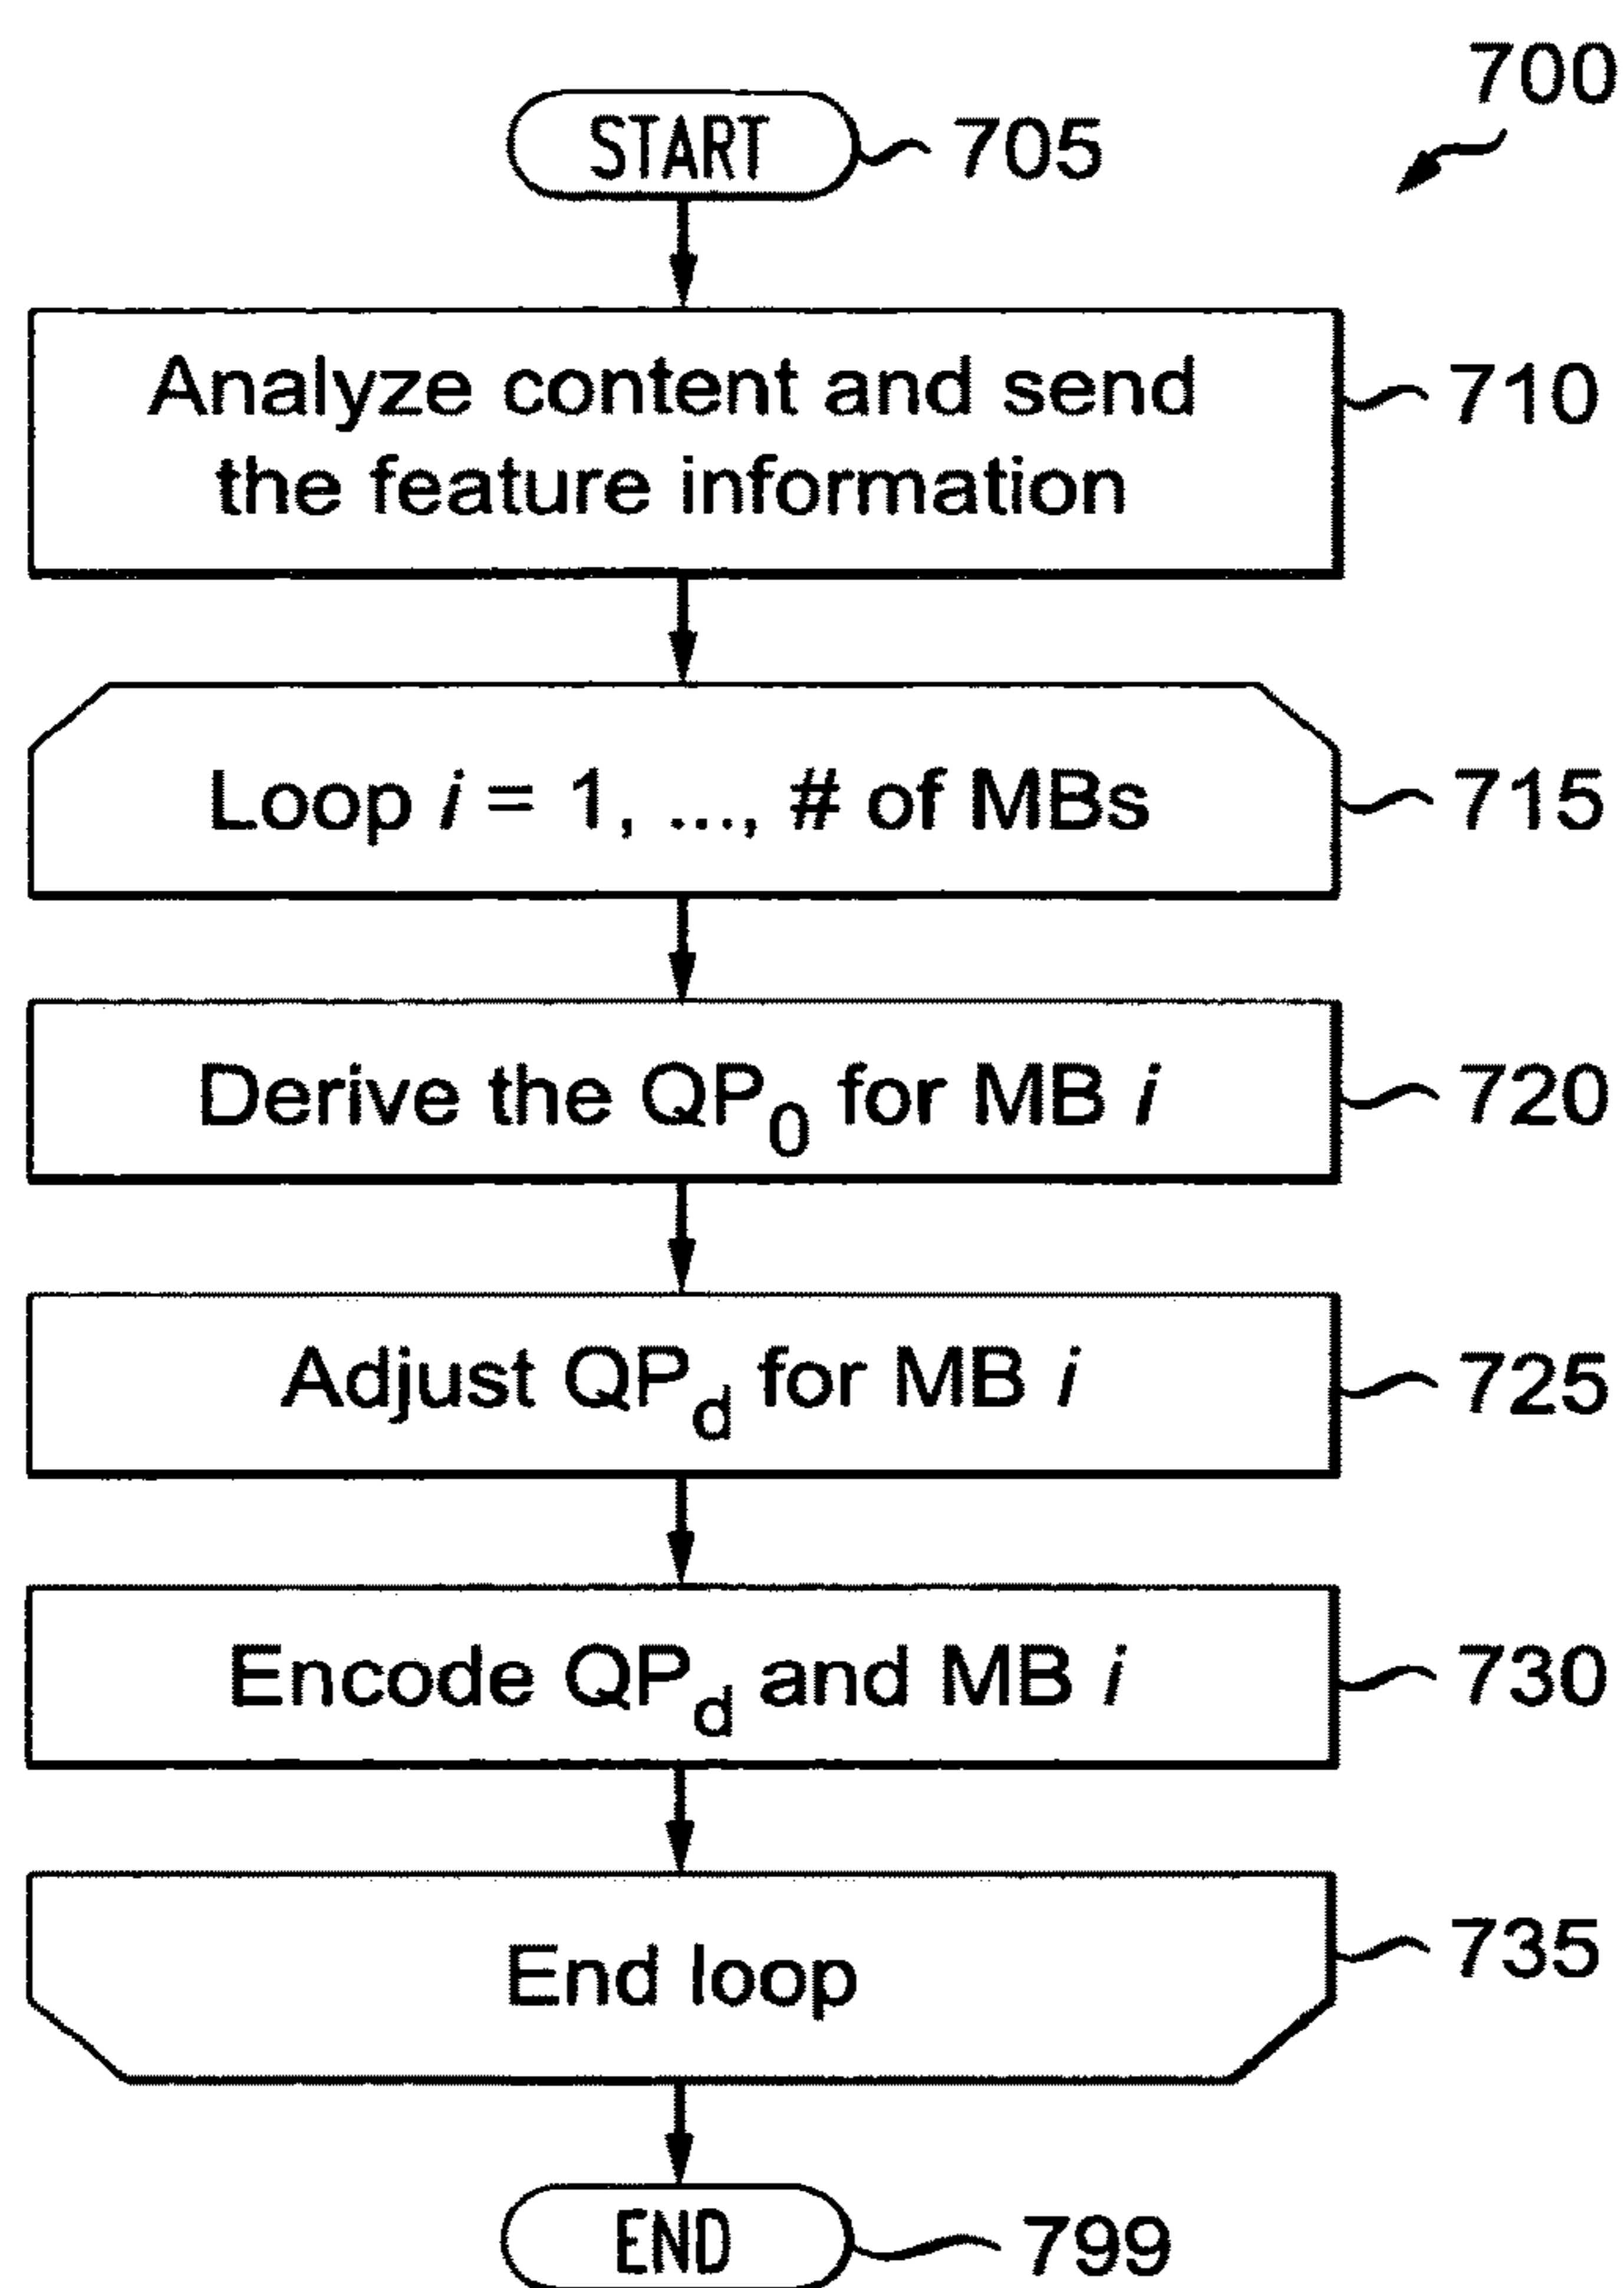 700
START 705
Analyze content and send
the feature information 710
Loop i = 1, ..., # of MBs 715
Derive the QP₀ for MB i 720
Adjust QPd for MB i 725
Encode QPd and MB i 730
End loop 735
END 799